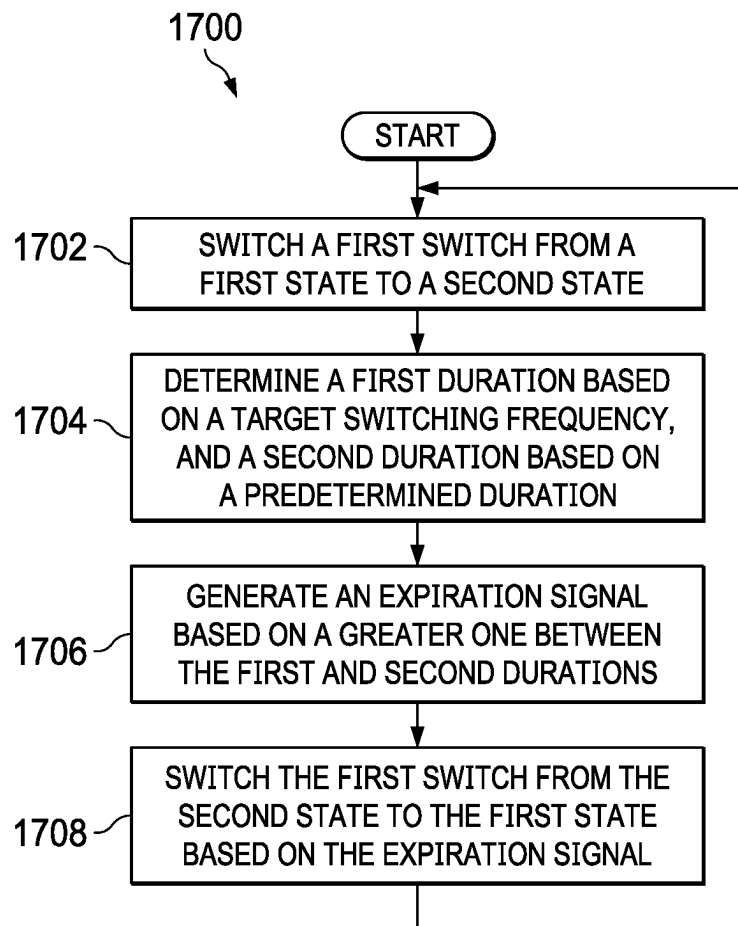 1700
START
1702
SWITCH A FIRST SWITCH FROM A
FIRST STATE TO A SECOND STATE
1704
DETERMINE A FIRST DURATION BASED
ON A TARGET SWITCHING FREQUENCY,
AND A SECOND DURATION BASED ON
A PREDETERMINED DURATION
1706
GENERATE AN EXPIRATION SIGNAL
BASED ON A GREATER ONE BETWEEN
THE FIRST AND SECOND DURATIONS
1708
SWITCH THE FIRST SWITCH FROM THE
SECOND STATE TO THE FIRST STATE
BASED ON THE EXPIRATION SIGNAL